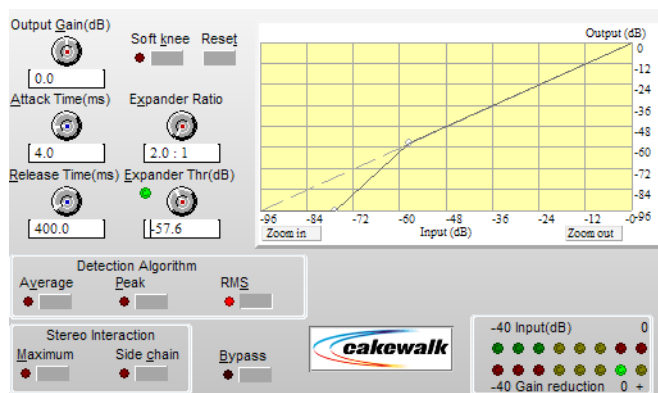 Output Gain(dB)
Soft knee
Reset
0.0
Attack Time(ms)
Expander Ratio
4.0
2.0 : 1
Release Time(ms)
Expander Thr(dB)
400.0
-57.6
Output (dB)
0
-12
-24
-36
-48
-60
-72
-84
-96
-96 -84 -72 -60 -48 -36 -24 -12 -0
Zoom in
Input (dB)
Zoom out
Detection Algorithm
Average Peak RMS
Stereo Interaction
Maximum Side chain
Bypass
cakewalk
-40 Input(dB) 0
-40 Gain reduction 0 +